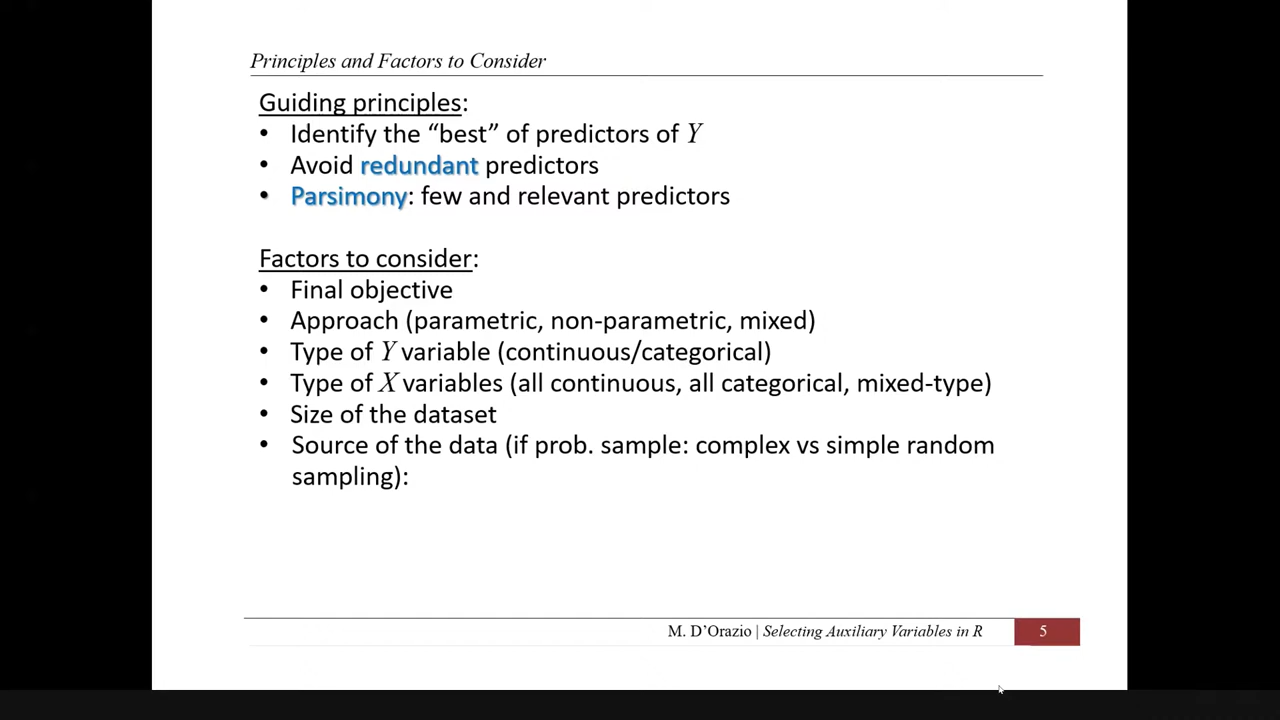 Principles and Factors to Consider
Guiding principles:
• Identify the “best” of predictors of Y
• Avoid redundant predictors
• Parsimony: few and relevant predictors
Factors to consider:
• Final objective
• Approach (parametric, non-parametric, mixed)
• Type of Y variable (continuous/categorical)
• Type of X variables (all continuous, all categorical, mixed-type)
• Size of the dataset
• Source of the data (if prob. sample: complex vs simple random
sampling):
M. D’Orazio | Selecting Auxiliary Variables in R 5